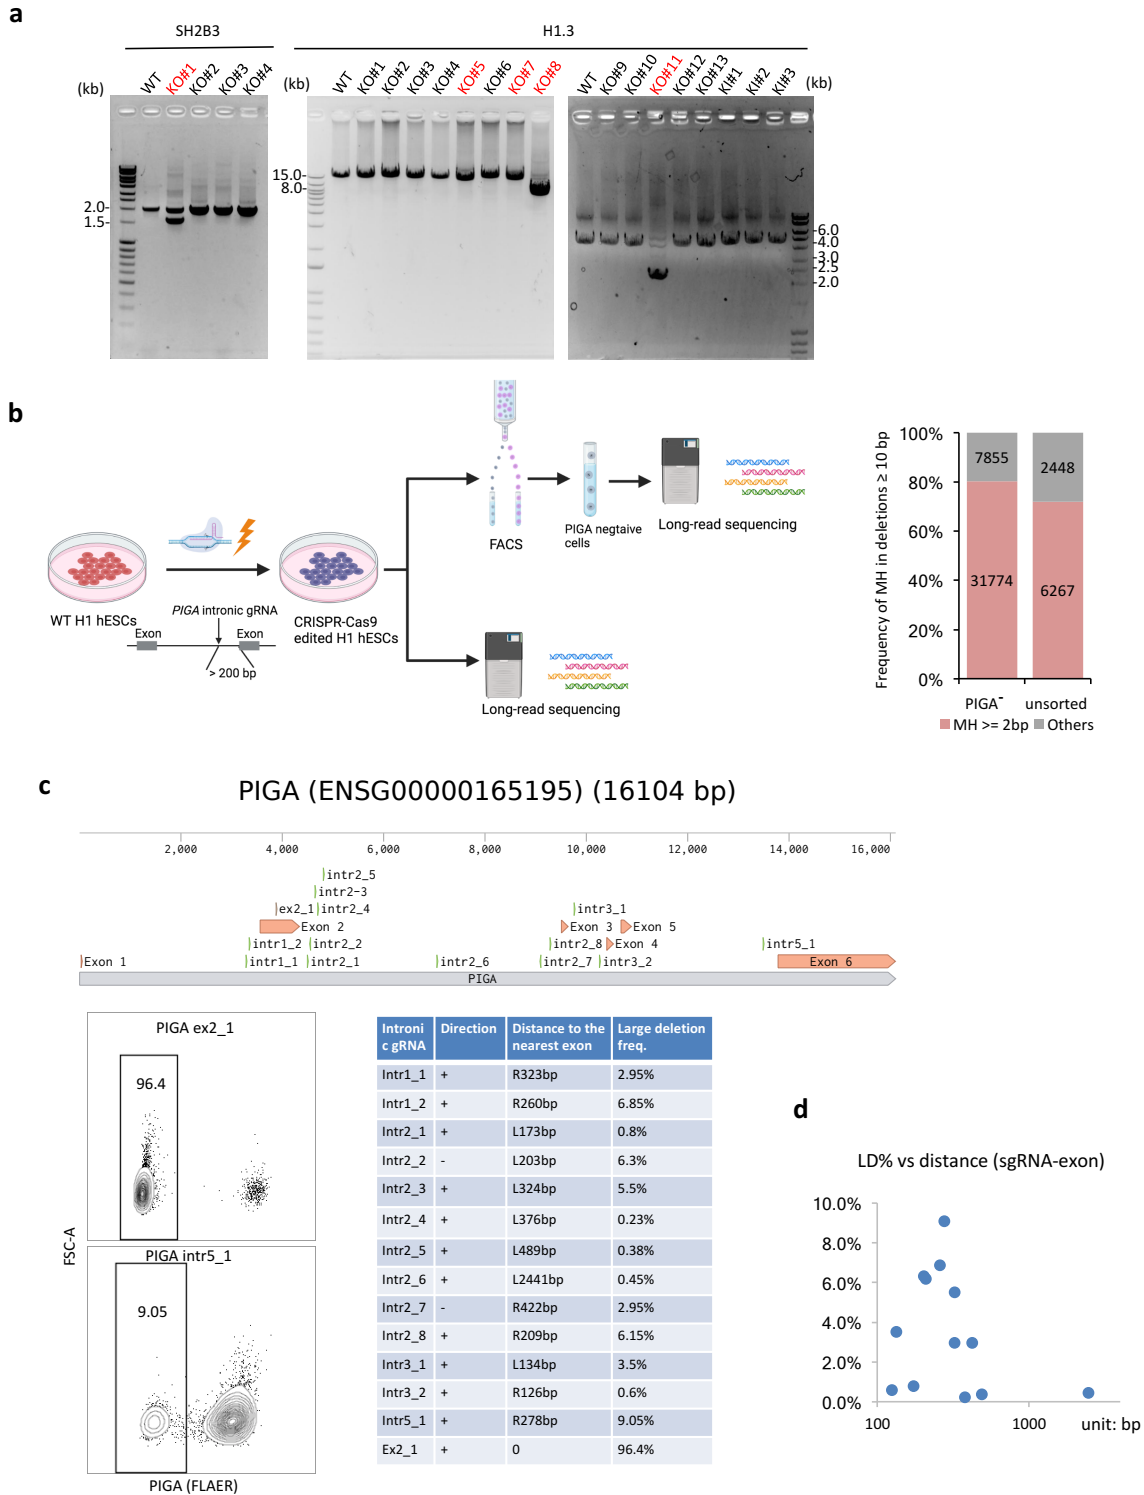 a
SH2B3
H1.3
(kb)
WT
KO#1
KO#2
KO#3
KO#4
(kb)
WT
KO#1
KO#2
KO#3
KO#4
KO#5
KO#6
KO#7
KO#8
WT
KO#9
KO#10
KO#11
KO#12
KO#13
KI#1
KI#2
KI#3
(kb)
2.0-
1.5-
15.0-
8.0-
-6.0
-4.0
-3.0
-2.5
-2.0
b
WT H1 hESCs
PIGA intronic gRNA
Exon
Exon
> 200 bp
CRISPR-Cas9
edited H1 hESCs
FACS
PIGA negtaive
cells
Long-read sequencing
Long-read sequencing
Frequency of MH in deletions ≥ 10 bp
100%
80%
60%
40%
20%
0%
7855
2448
31774
6267
PIGA⁻
unsorted
MH >= 2bp
Others
c
PIGA (ENSG00000165195) (16104 bp)
2,000
4,000
6,000
8,000
10,000
12,000
14,000
16,000
intr2_5
intr2-3
ex2_1
intr2_4
intr3_1
Exon 2
Exon 3
Exon 5
intr1_2
intr2_2
intr2_8
Exon 4
intr5_1
Exon 1
intr1_1
intr2_1
intr2_6
intr2_7
intr3_2
Exon 6
PIGA
PIGA ex2_1
96.4
FSC-A
PIGA intr5_1
9.05
PIGA (FLAER)
Introni
c gRNA
Direction
Distance to the
nearest exon
Large deletion
freq.
Intr1_1 + R323bp 2.95%
Intr1_2 + R260bp 6.85%
Intr2_1 + L173bp 0.8%
Intr2_2 - L203bp 6.3%
Intr2_3 + L324bp 5.5%
Intr2_4 + L376bp 0.23%
Intr2_5 + L489bp 0.38%
Intr2_6 + L2441bp 0.45%
Intr2_7 - R422bp 2.95%
Intr2_8 + R209bp 6.15%
Intr3_1 + L134bp 3.5%
Intr3_2 + R126bp 0.6%
Intr5_1 + R278bp 9.05%
Ex2_1 + 0 96.4%
d
LD% vs distance (sgRNA-exon)
10.0%
8.0%
6.0%
4.0%
2.0%
0.0%
100
1000
unit: bp